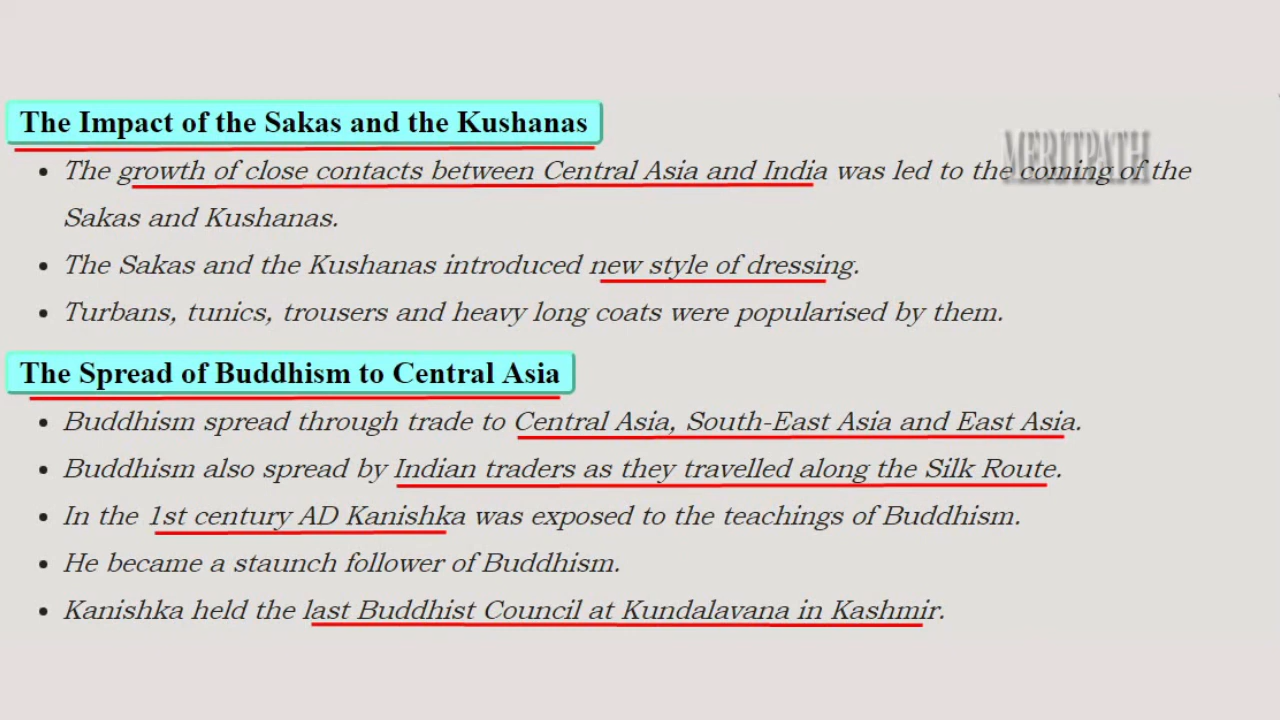 The Impact of the Sakas and the Kushanas
MERITPATH
• The growth of close contacts between Central Asia and India was led to the coming of the
Sakas and Kushanas.
• The Sakas and the Kushanas introduced new style of dressing.
• Turbans, tunics, trousers and heavy long coats were popularised by them.
The Spread of Buddhism to Central Asia
• Buddhism spread through trade to Central Asia, South-East Asia and East Asia.
• Buddhism also spread by Indian traders as they travelled along the Silk Route.
• In the 1st century AD Kanishka was exposed to the teachings of Buddhism.
• He became a staunch follower of Buddhism.
• Kanishka held the last Buddhist Council at Kundalavana in Kashmir.